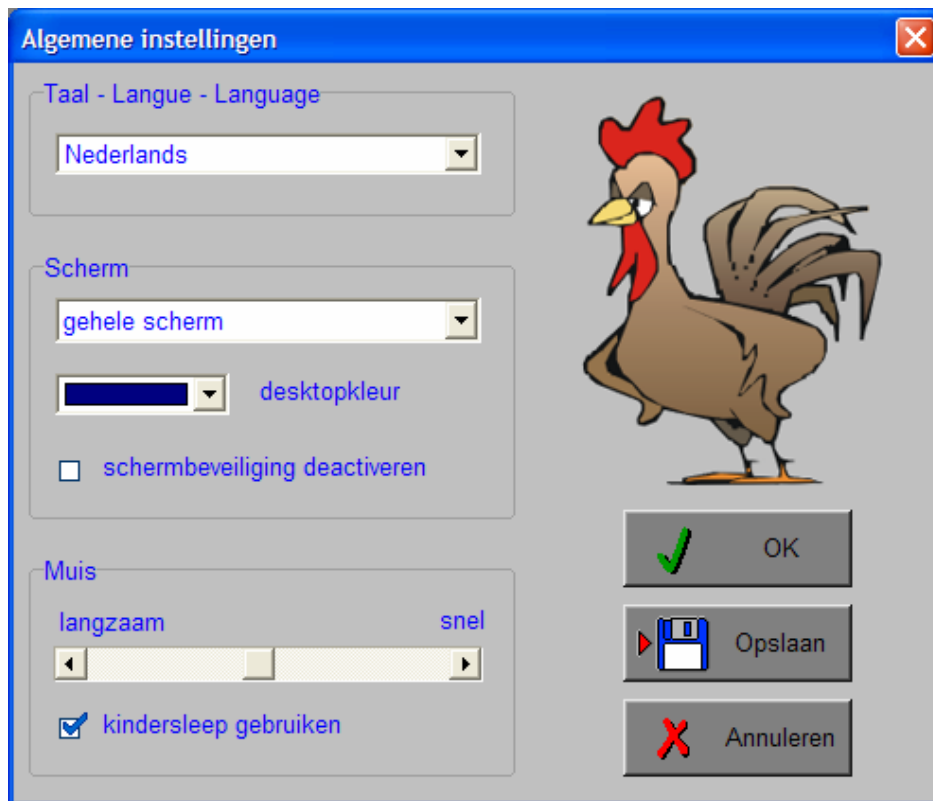 Algemene instellingen
Taal - Langue - Language
Nederlands
Scherm
gehele scherm
desktopkleur
schermbeveiliging deactiveren
Muis
langzaam
snel
kindersleep gebruiken
OK
Opslaan
Annuleren